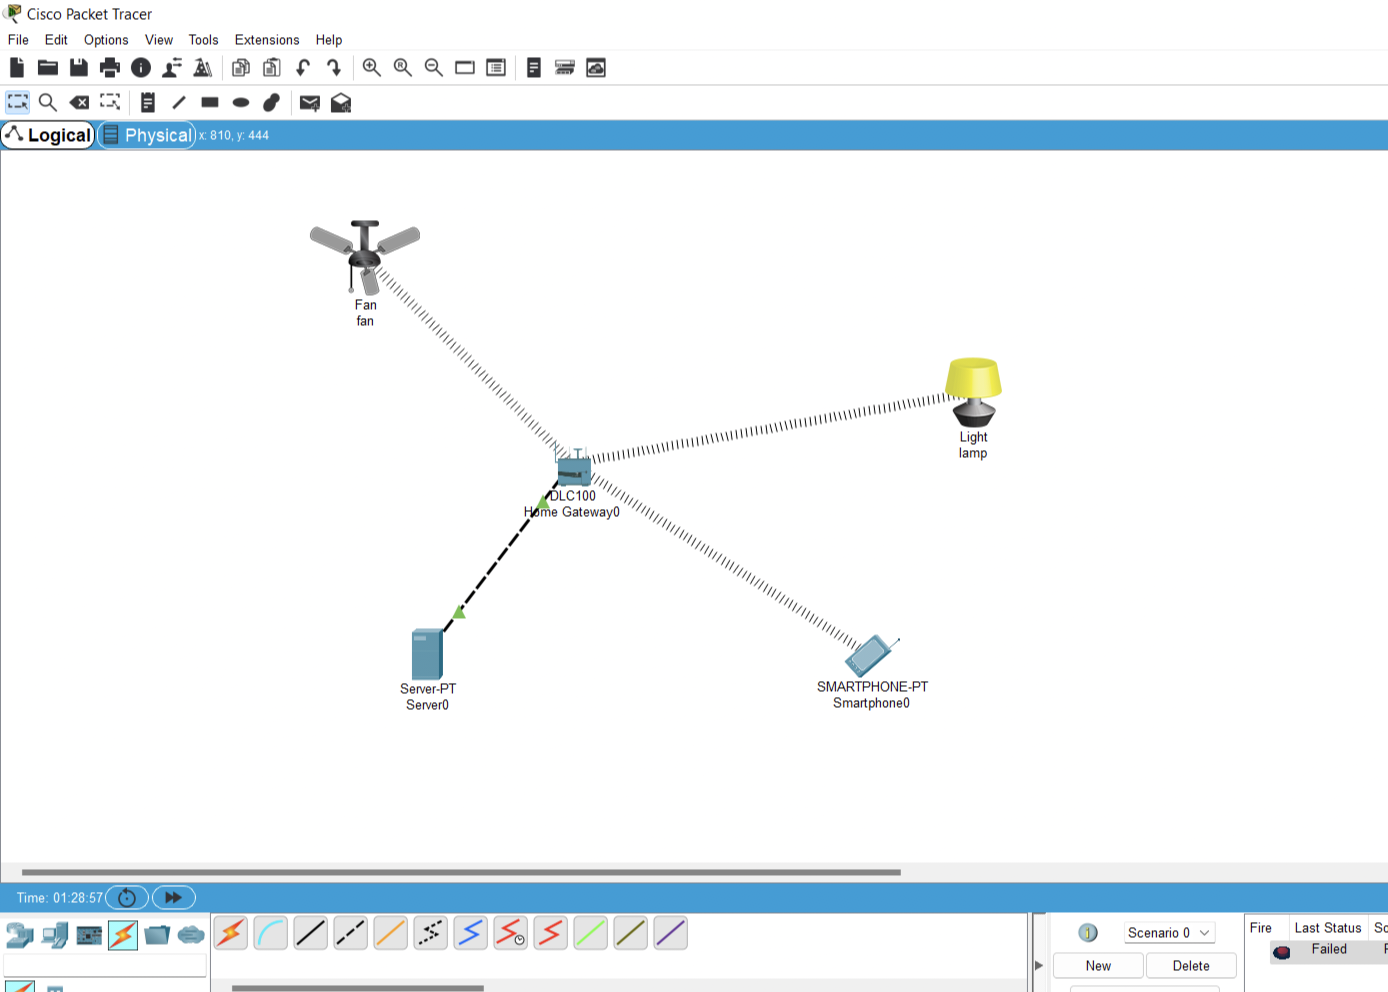 Cisco Packet Tracer
File Edit Options View Tools Extensions Help
Logical Physical x: 810, y: 444
Fan
fan
Light
lamp
DLC100
Home Gateway0
Server-PT
Server0
SMARTPHONE-PT
Smartphone0
Time: 01:28:57
Scenario 0
New Delete
Fire Last Status
Failed